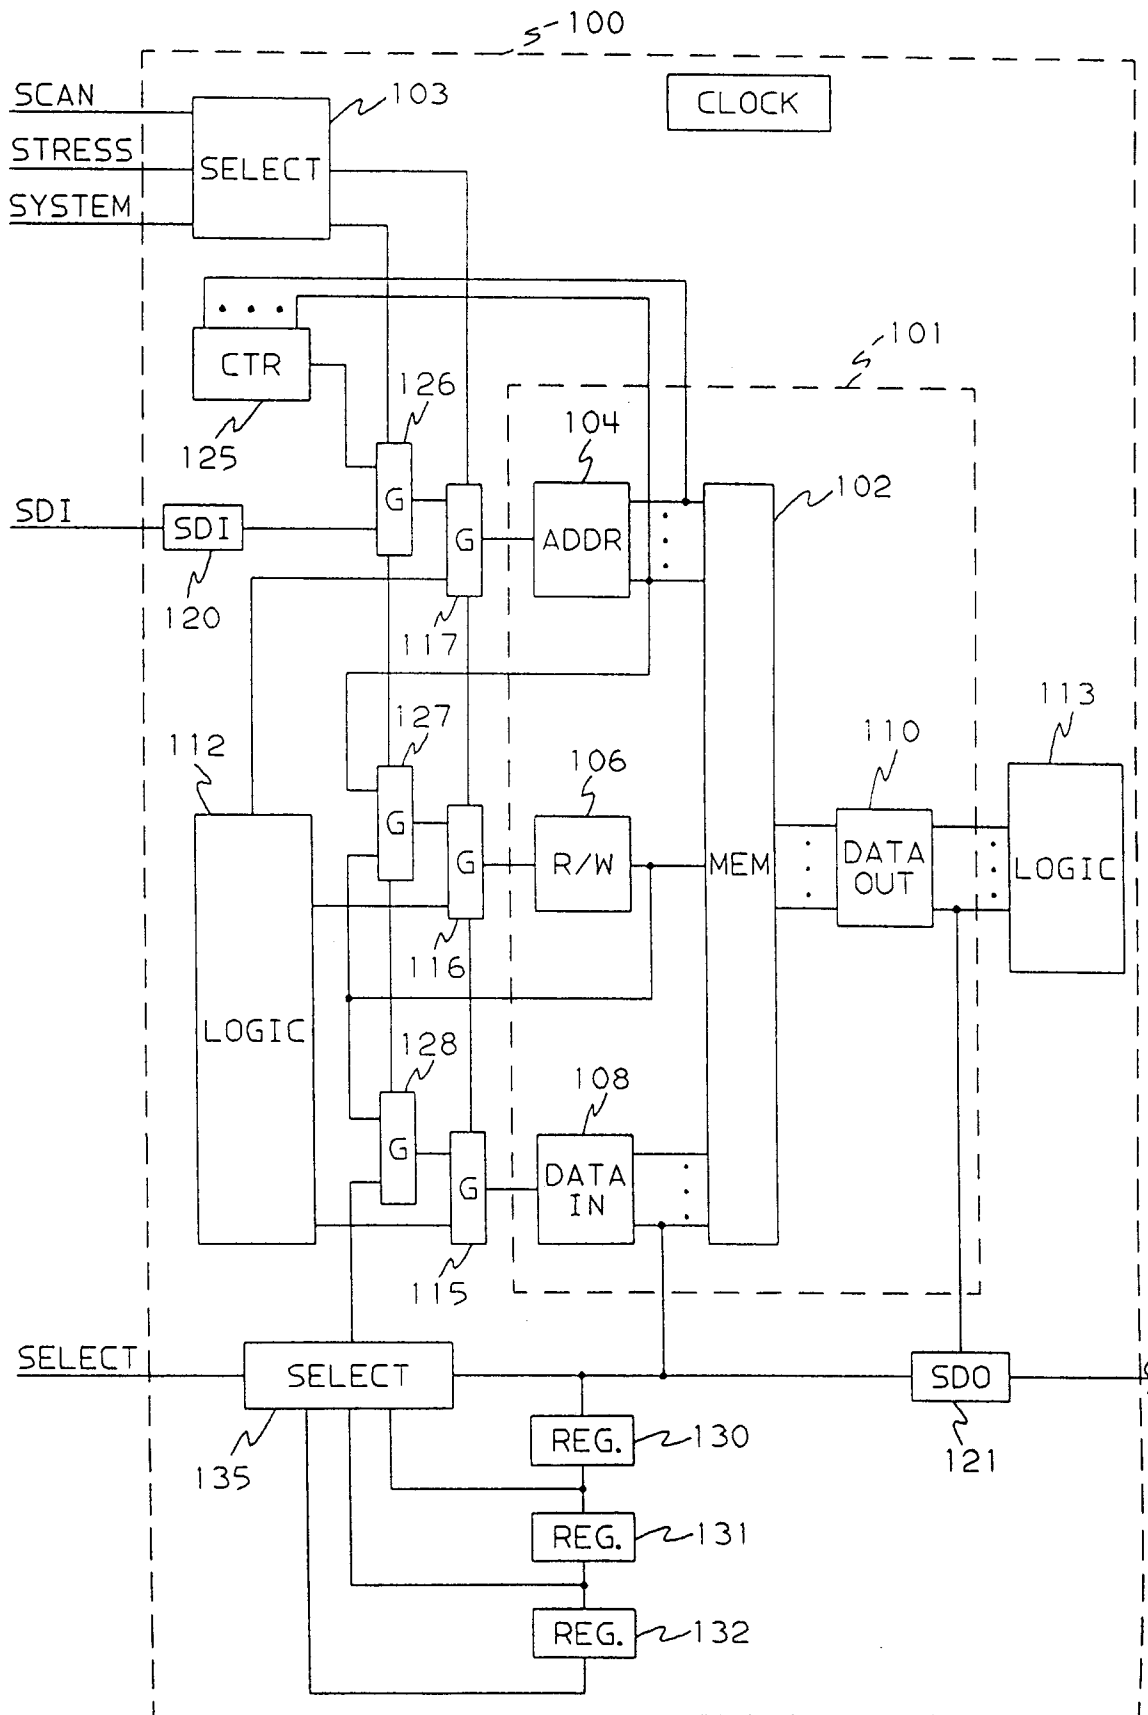 100
SCAN
103
CLOCK
STRESS
SELECT
SYSTEM
101
CTR
126
104
125
102
SDI
SDI
G
G
ADDR
120
117
113
127
110
112
106
G
G
R/W
MEM
DATA
OUT
LOGIC
116
LOGIC
128
108
G
G
DATA
IN
115
SELECT
SELECT
SDO
135
REG.
130
121
REG.
131
REG.
132